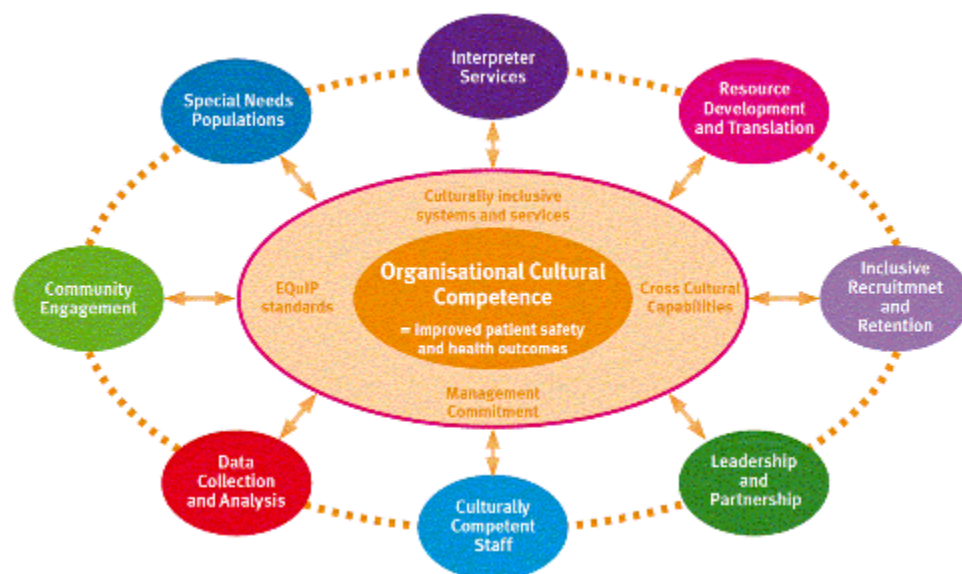 Interpreter
Services
Special Needs
Populations
Resource
Development
and Translation
Culturally inclusive
systems and services
Community
Engagement
EQuIP
standards
Organisational Cultural
Competence
= Improved patient safety
and health outcomes
Cross Cultural
Capabilities
Inclusive
Recruitmnet
and
Retention
Management
Commitment
Data
Collection
and Analysis
Culturally
Competent
Staff
Leadership
and
Partnership